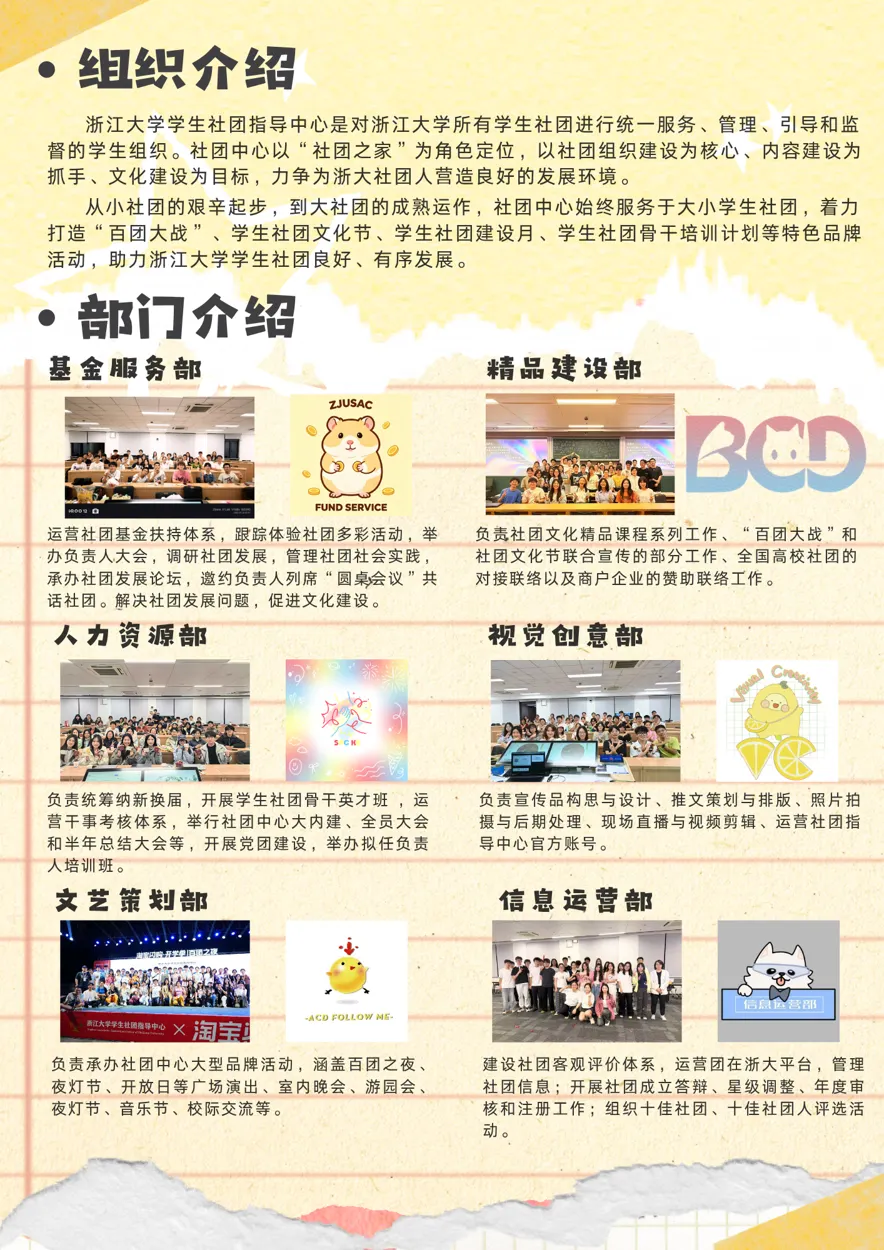 • 组织介绍
浙江大学学生社团指导中心是对浙江大学所有学生社团进行统一服务、管理、引导和监
督的学生组织。社团中心以“社团之家”为角色定位，以社团组织建设为核心、内容建设为
抓手、文化建设为目标，力争为浙大社团人营造良好的发展环境。
从小社团的艰辛起步，到大社团的成熟运作，社团中心始终服务于大小学生社团，着力
打造“百团大战”、学生社团文化节、学生社团建设月、学生社团骨干培训计划等特色品牌
活动，助力浙江大学学生社团良好、有序发展。
• 部门介绍
基金服务部
ZJUSAC
FUND SERVICE
运营社团基金扶持体系，跟踪体验社团多彩活动，举
办负责人大会，调研社团发展，管理社团社会实践，
承办社团发展论坛，邀约负责人列席“圆桌会议”共
话社团。解决社团发展问题，促进文化建设。
精品建设部
BCD
负责社团文化精品课程系列工作、“百团大战”和
社团文化节联合宣传的部分工作、全国高校社团的
对接联络以及商户企业的赞助联络工作。
人力资源部
负责统筹纳新换届，开展学生社团骨干英才班 ，运
营干事考核体系，举行社团中心大内建、全员大会
和半年总结大会等，开展党团建设，举办拟任负责
人培训班。
视觉创意部
Visual Creativity
负责宣传品构思与设计、推文策划与排版、照片拍
摄与后期处理、现场直播与视频剪辑、运营社团指
导中心官方账号。
文艺策划部
浙江大学学生社团指导中心 × 淘宝
-ACD FOLLOW ME-
负责承办社团中心大型品牌活动，涵盖百团之夜、
夜灯节、开放日等广场演出、室内晚会、游园会、
夜灯节、音乐节、校际交流等。
信息运营部
信息运营部
建设社团客观评价体系，运营团在浙大平台，管理
社团信息；开展社团成立答辩、星级调整、年度审
核和注册工作；组织十佳社团、十佳社团人评选活
动。